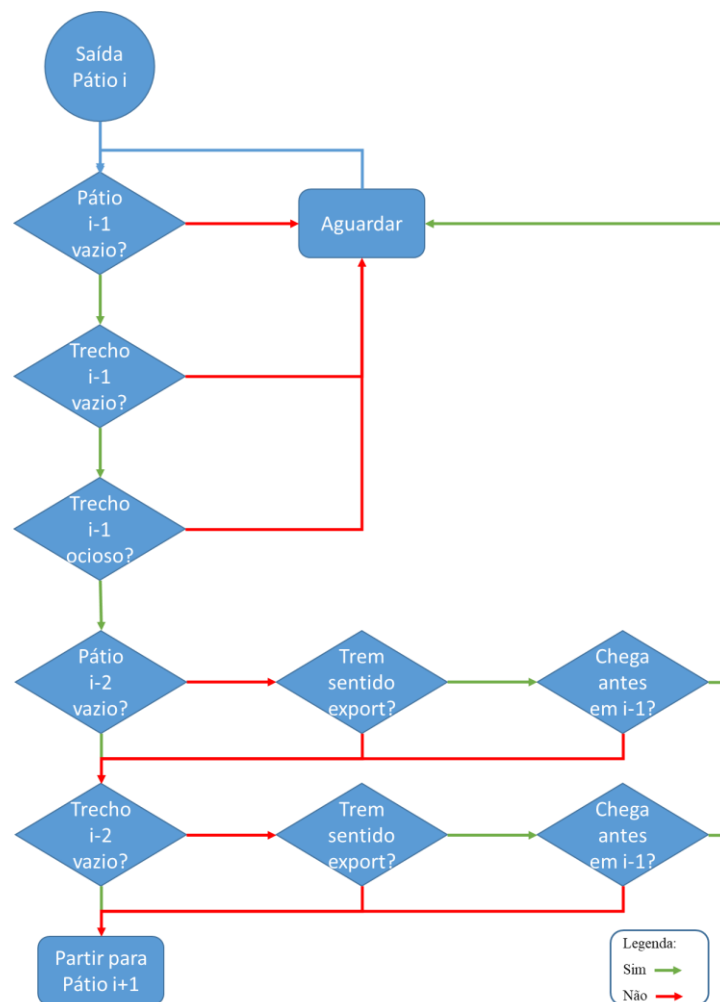 Saída
Pátio i
Pátio
i-1
vazio?
Aguardar
Trecho
i-1
vazio?
Trecho
i-1
ocioso?
Pátio
i-2
vazio?
Trem
sentido
export?
Chega
antes
em i-1?
Trecho
i-2
vazio?
Trem
sentido
export?
Chega
antes
em i-1?
Partir para
Pátio i+1
Legenda:
Sim
Não